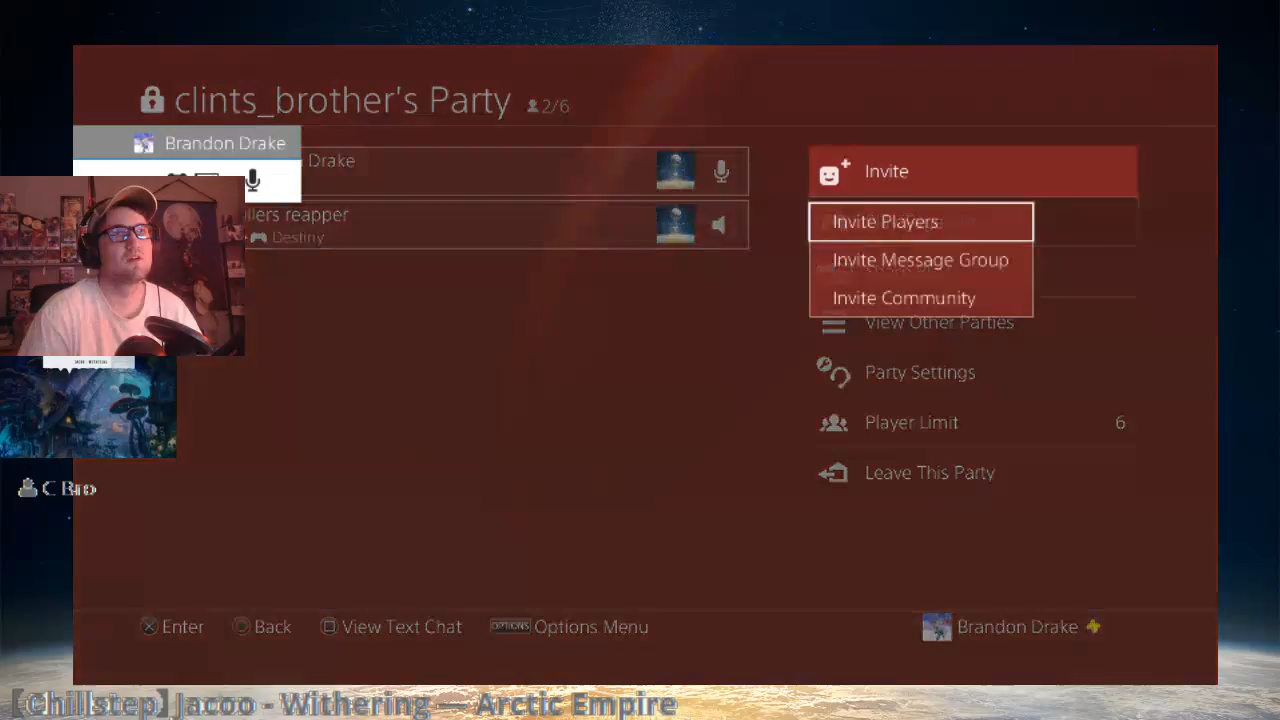 clints_brother's Party 2/6
Brandon Drake
Drake
llers reapper
Destiny
Invite
Invite Players
Invite Message Group
Invite Community
View Other Parties
Party Settings
Player Limit 6
Leave This Party
C Bro
Enter Back View Text Chat OPTIONS Options Menu
Brandon Drake
[Chillstep] Jacoo - Withering — Arctic Empire